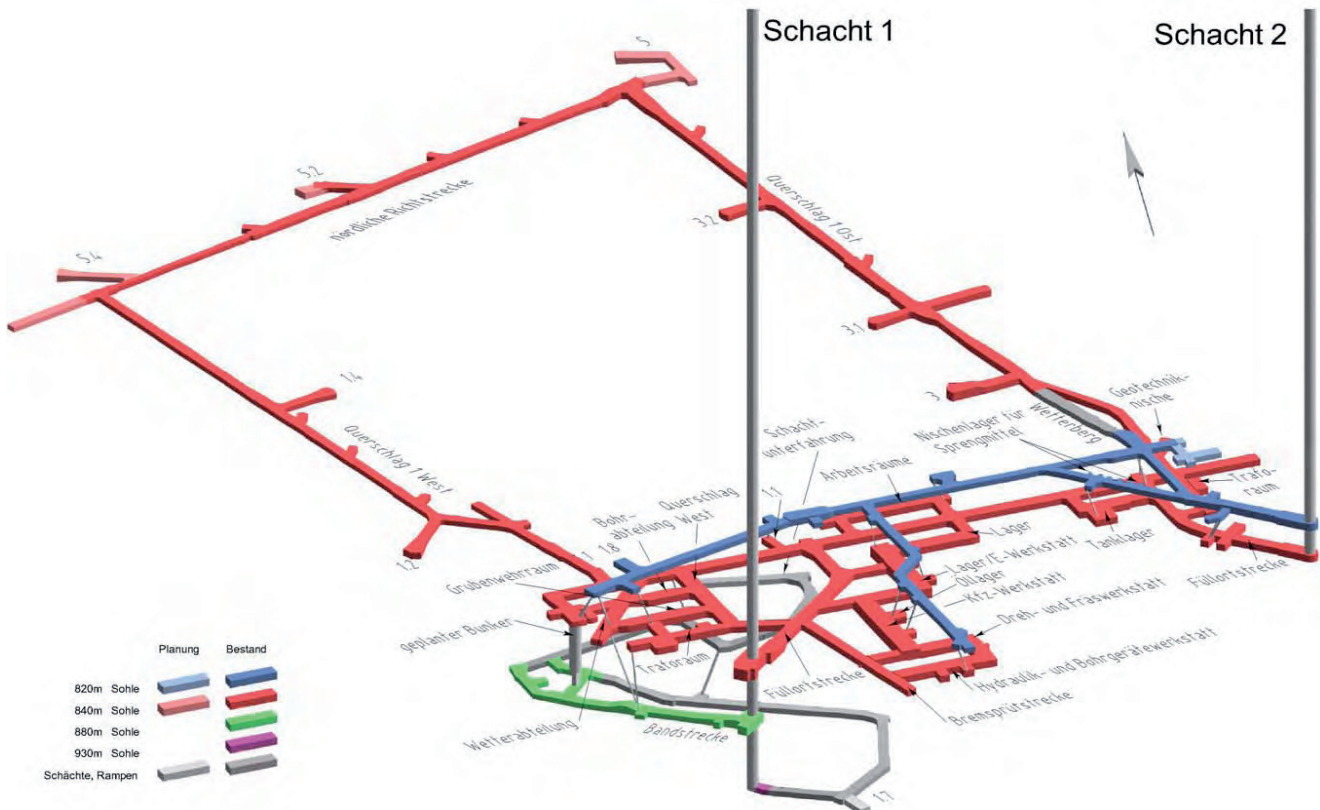 Schacht 1
Schacht 2
5
5.2
nördliche Richtstrecke
5.4
Querschlag 1 Ost
3.2
3.1
3
1.4
Querschlag 1 West
1.2
Wetterberg
Geotechnik-
nische
Nischenlager für
Sprengmittel
Schacht-
unterfahrung
Arbeitsräume
1.1
Querschlag
West
Bohr-
abteilung
1.8
Grubenwehrraum
geplanter Bunker
Trafo-
raum
Lager
Tanklager
Füllortstrecke
Lager/E-Werkstatt
Öllager
Kfz-Werkstatt
Dreh- und Fräswerkstatt
Hydraulik- und Bohrgerätewerkstatt
Bremsprüfstrecke
Füllortstrecke
Traforaum
Wetterabteilung
Bandstrecke
1.7
Planung
Bestand
820m Sohle
840m Sohle
880m Sohle
930m Sohle
Schächte, Rampen